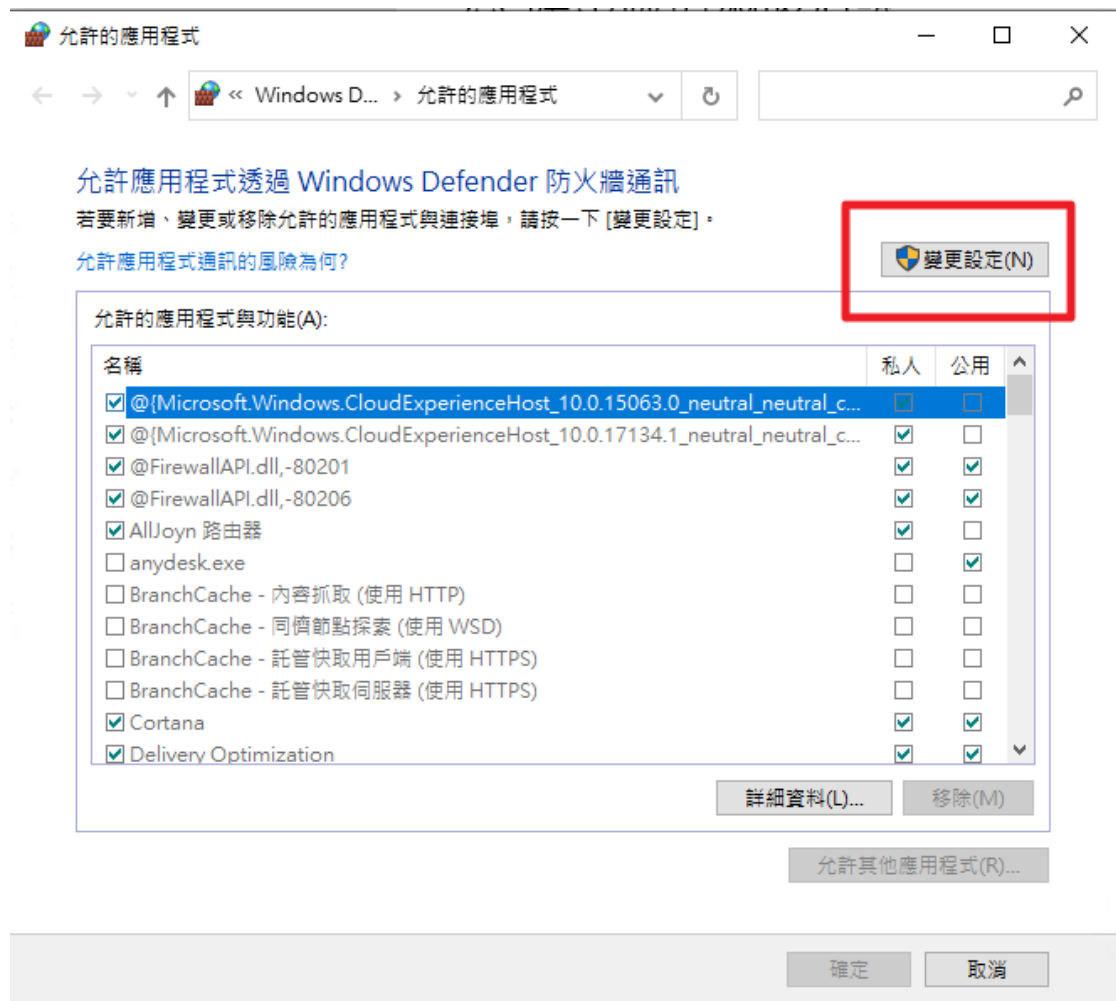 允許的應用程式
« Windows D... › 允許的應用程式
允許應用程式透過 Windows Defender 防火牆通訊
若要新增、變更或移除允許的應用程式與連接埠，請按一下 [變更設定]。
允許應用程式通訊的風險為何?
變更設定(N)
允許的應用程式與功能(A):
名稱 私人 公用
@{Microsoft.Windows.CloudExperienceHost_10.0.15063.0_neutral_neutral_c...
@{Microsoft.Windows.CloudExperienceHost_10.0.17134.1_neutral_neutral_c...
@FirewallAPI.dll,-80201
@FirewallAPI.dll,-80206
AllJoyn 路由器
anydesk.exe
BranchCache - 內容抓取 (使用 HTTP)
BranchCache - 同儕節點探索 (使用 WSD)
BranchCache - 託管快取用戶端 (使用 HTTPS)
BranchCache - 託管快取伺服器 (使用 HTTPS)
Cortana
Delivery Optimization
詳細資料(L)... 移除(M)
允許其他應用程式(R)...
確定 取消